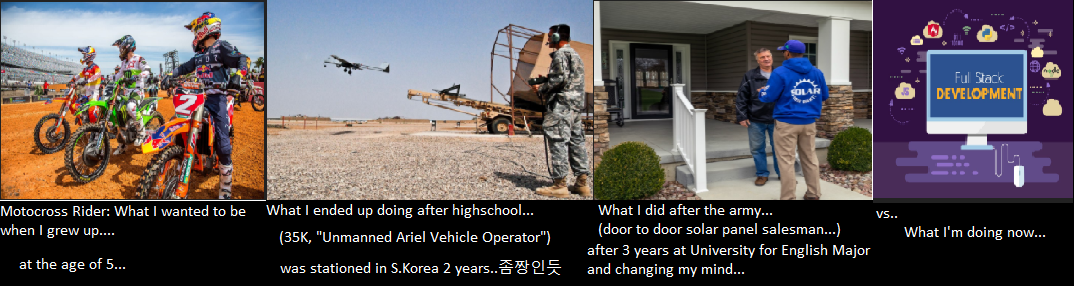 SOLAR
2
Full Stack
DEVELOPMENT
node
Motocross Rider: What I wanted to be
when I grew up....
at the age of 5...
What I ended up doing after highschool...
(35K, "Unmanned Ariel Vehicle Operator")
was stationed in S.Korea 2 years..좀짱인듯
What I did after the army...
(door to door solar panel salesman...)
after 3 years at University for English Major
and changing my mind...
vs..
What I'm doing now...